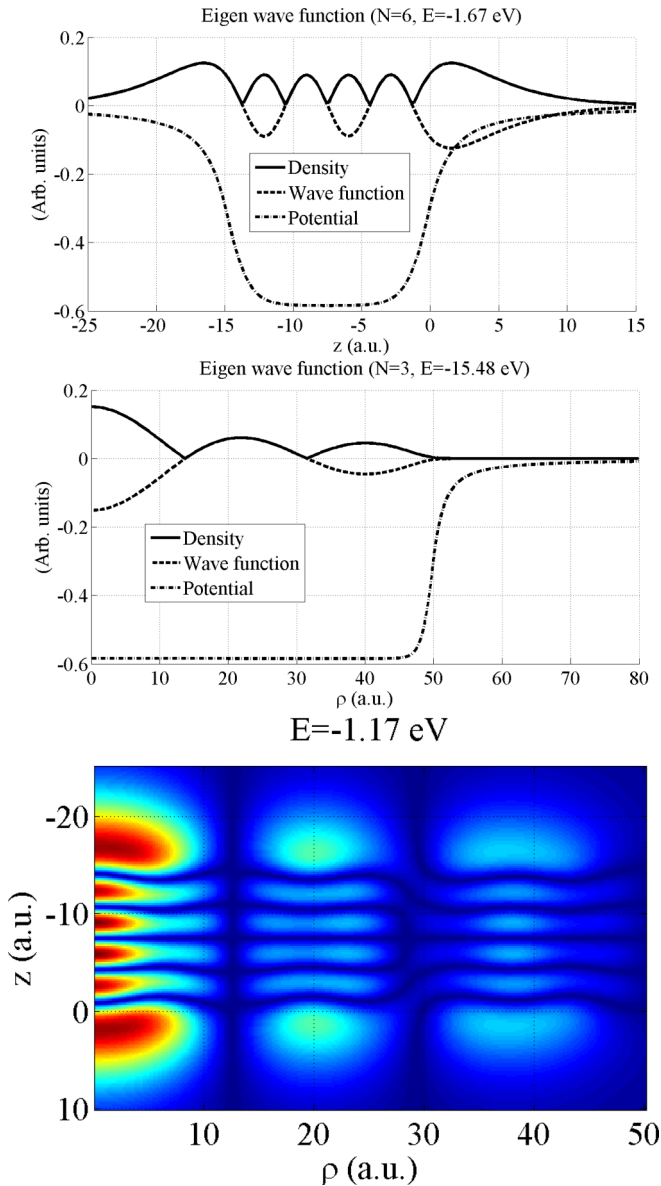 Eigen wave function (N=6, E=-1.67 eV)
0.2
0
-0.2
-0.4
-0.6
(Arb. units)
Density
Wave function
Potential
-25 -20 -15 -10 -5 0 5 10 15
z (a.u.)
Eigen wave function (N=3, E=-15.48 eV)
0.2
0
-0.2
-0.4
-0.6
(Arb. units)
Density
Wave function
Potential
0 10 20 30 40 50 60 70 80
ρ (a.u.)
E=-1.17 eV
-20
-10
0
10
z (a.u.)
10 20 30 40 50
ρ (a.u.)